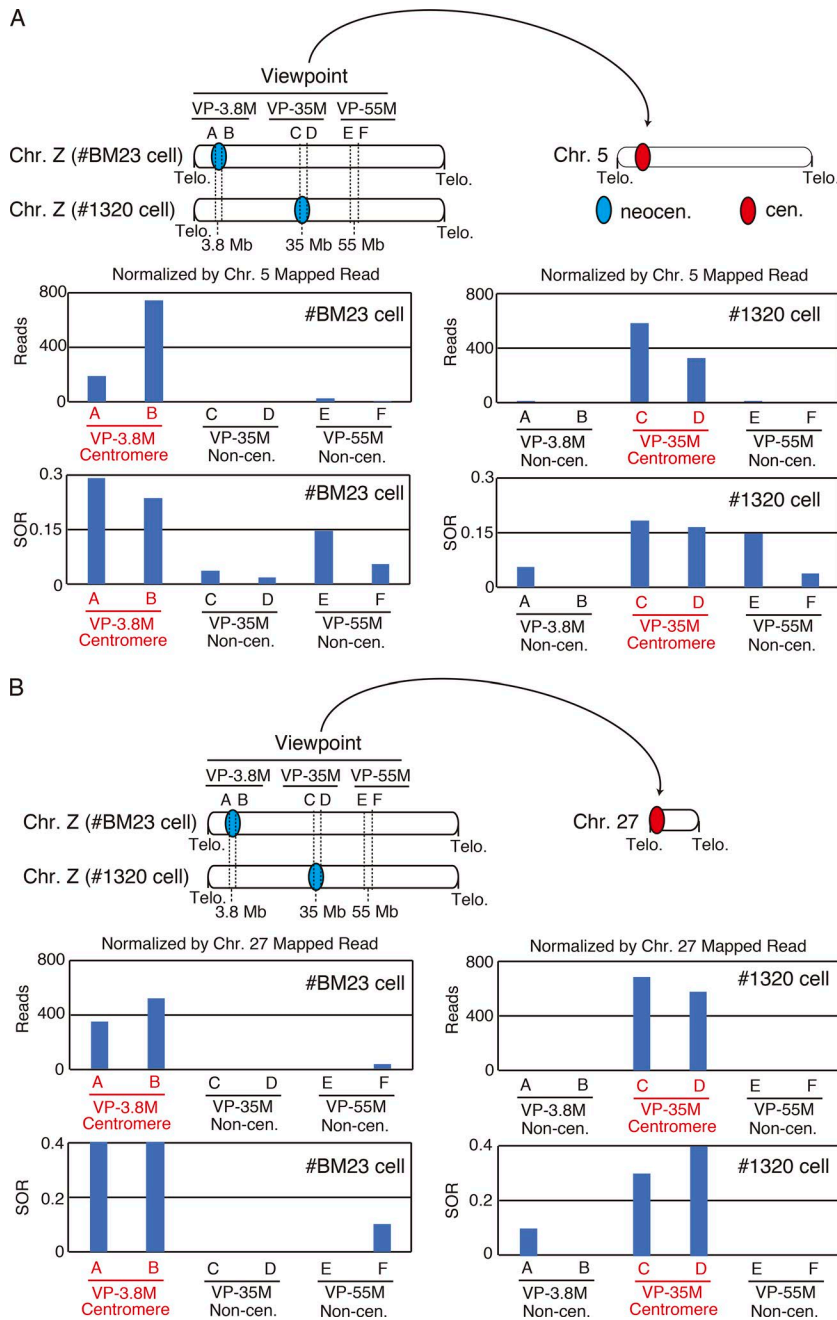 A
Viewpoint
VP-3.8M VP-35M VP-55M
A B C D E F
Chr. Z (#BM23 cell)
Telo. Telo.
Chr. Z (#1320 cell)
Telo. Telo.
3.8 Mb 35 Mb 55 Mb
Chr. 5
Telo. Telo.
neocen. cen.
Normalized by Chr. 5 Mapped Read
800
400
0
Reads
#BM23 cell
A B C D E F
VP-3.8M VP-35M VP-55M
Centromere Non-cen. Non-cen.
0.3
0.15
0
SOR
#BM23 cell
A B C D E F
VP-3.8M VP-35M VP-55M
Centromere Non-cen. Non-cen.
Normalized by Chr. 5 Mapped Read
800
400
0
Reads
#1320 cell
A B C D E F
VP-3.8M VP-35M VP-55M
Non-cen. Centromere Non-cen.
0.3
0.15
0
SOR
#1320 cell
A B C D E F
VP-3.8M VP-35M VP-55M
Non-cen. Centromere Non-cen.
B
Viewpoint
VP-3.8M VP-35M VP-55M
A B C D E F
Chr. Z (#BM23 cell)
Telo. Telo.
Chr. Z (#1320 cell)
Telo. Telo.
3.8 Mb 35 Mb 55 Mb
Chr. 27
Telo. Telo.
Normalized by Chr. 27 Mapped Read
800
400
0
Reads
#BM23 cell
A B C D E F
VP-3.8M VP-35M VP-55M
Centromere Non-cen. Non-cen.
0.4
0.2
0
SOR
#BM23 cell
A B C D E F
VP-3.8M VP-35M VP-55M
Centromere Non-cen. Non-cen.
Normalized by Chr. 27 Mapped Read
800
400
0
Reads
#1320 cell
A B C D E F
VP-3.8M VP-35M VP-55M
Non-cen. Centromere Non-cen.
0.4
0.2
0
SOR
#1320 cell
A B C D E F
VP-3.8M VP-35M VP-55M
Non-cen. Centromere Non-cen.